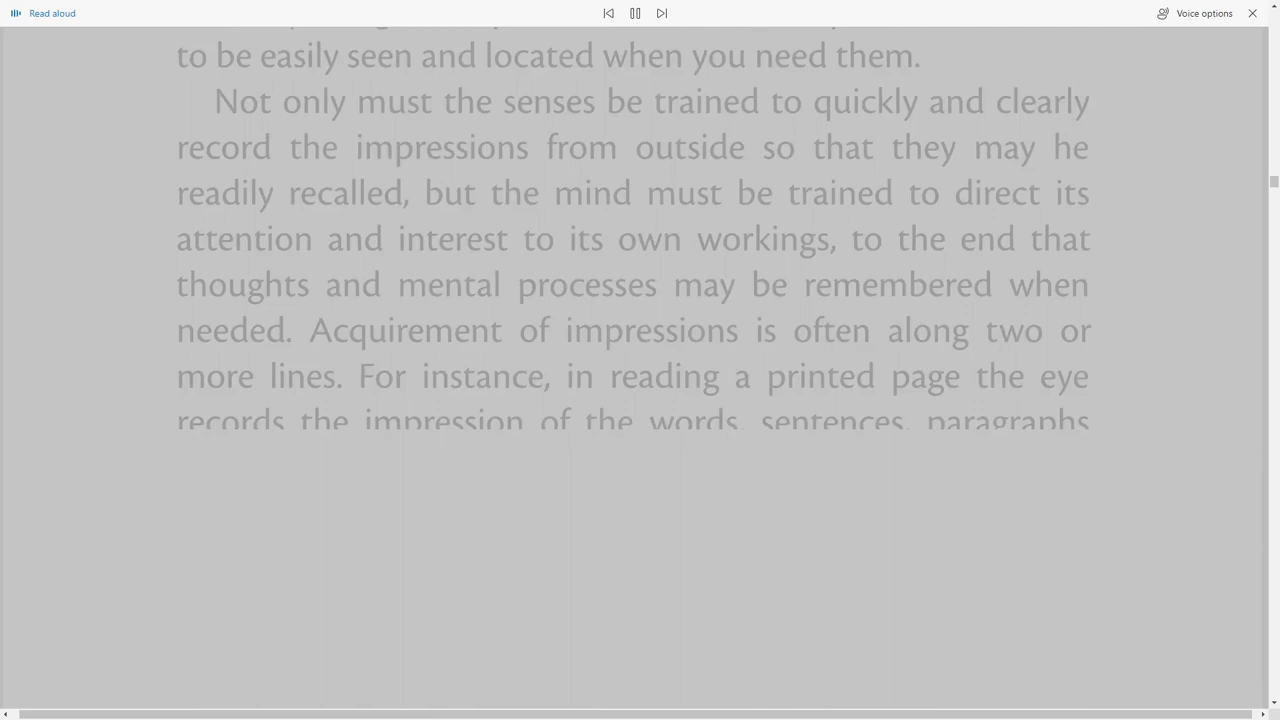 Read aloud
Voice options
to be easily seen and located when you need them.
Not only must the senses be trained to quickly and clearly
record the impressions from outside so that they may he
readily recalled, but the mind must be trained to direct its
attention and interest to its own workings, to the end that
thoughts and mental processes may be remembered when
needed. Acquirement of impressions is often along two or
more lines. For instance, in reading a printed page the eye
records the impression of the words, sentences, paragraphs